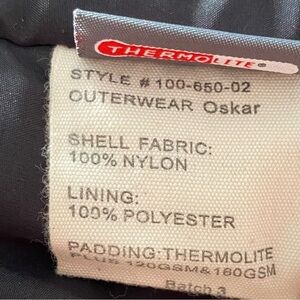 THERMOLITE®
STYLE # 100-650-02
OUTERWEAR Oskar
SHELL FABRIC:
100% NYLON
LINING:
100% POLYESTER
PADDING:THERMOLITE
PLUS 120GSM&160GSM
Batch 3